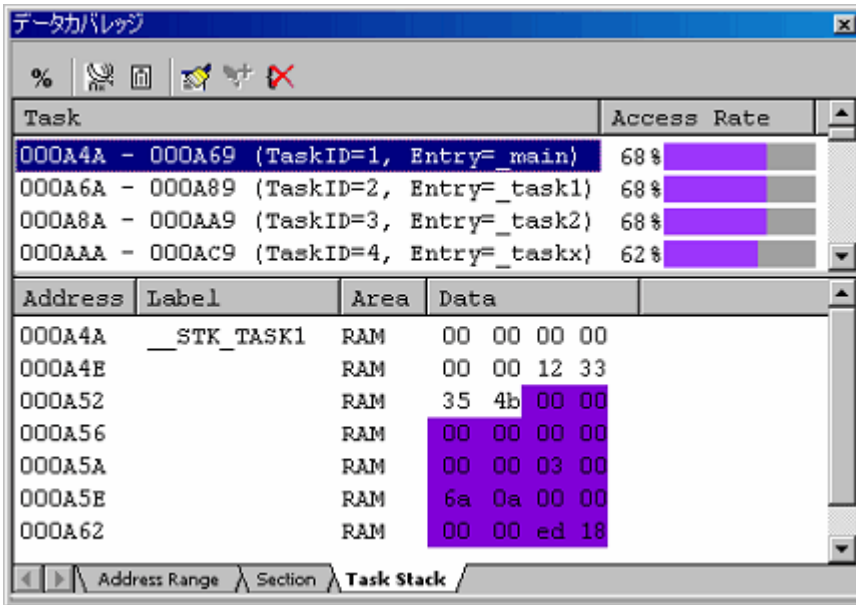 データカバレッジ
%
Task Access Rate
000A4A - 000A69 (TaskID=1, Entry=_main) 68%
000A6A - 000A89 (TaskID=2, Entry=_task1) 68%
000A8A - 000AA9 (TaskID=3, Entry=_task2) 68%
000AAA - 000AC9 (TaskID=4, Entry=_taskx) 62%
Address Label Area Data
000A4A __STK_TASK1 RAM 00 00 00 00
000A4E RAM 00 00 12 33
000A52 RAM 35 4b 00 00
000A56 RAM 00 00 00 00
000A5A RAM 00 00 03 00
000A5E RAM 6a 0a 00 00
000A62 RAM 00 00 ed 18
Address Range Section Task Stack